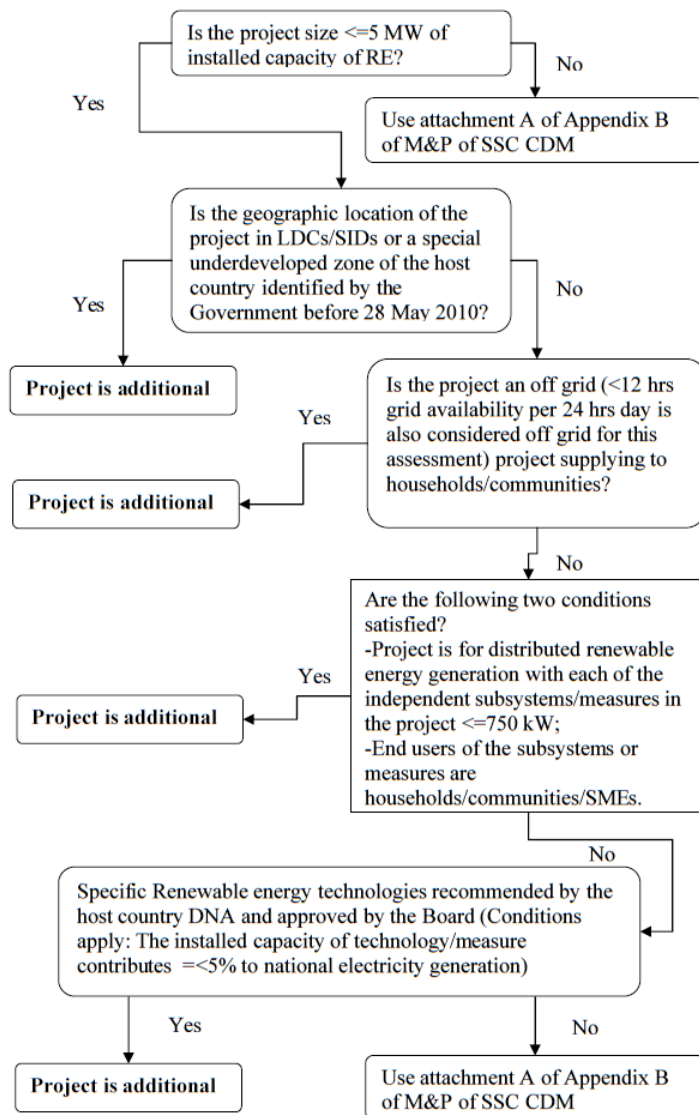 Is the project size <=5 MW of
installed capacity of RE?
No
Yes
Use attachment A of Appendix B
of M&P of SSC CDM
Is the geographic location of the
project in LDCs/SIDs or a special
underdeveloped zone of the host
country identified by the
Government before 28 May 2010?
Yes
No
Project is additional
Is the project an off grid (<12 hrs
grid availability per 24 hrs day is
also considered off grid for this
assessment) project supplying to
households/communities?
Yes
Project is additional
No
Are the following two conditions
satisfied?
-Project is for distributed renewable
energy generation with each of the
independent subsystems/measures in
the project <=750 kW;
-End users of the subsystems or
measures are
households/communities/SMEs.
Yes
Project is additional
No
Specific Renewable energy technologies recommended by the
host country DNA and approved by the Board (Conditions
apply: The installed capacity of technology/measure
contributes =<5% to national electricity generation)
Yes
No
Project is additional
Use attachment A of Appendix B
of M&P of SSC CDM